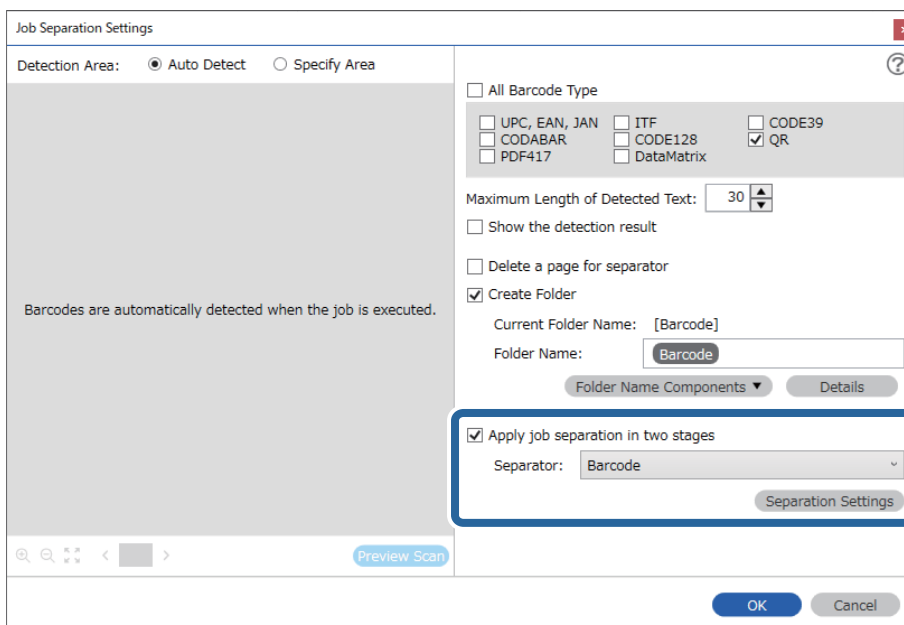 Job Separation Settings
Detection Area: Auto Detect Specify Area
?
All Barcode Type
UPC, EAN, JAN ITF CODE39
CODABAR CODE128 QR
PDF417 DataMatrix
Maximum Length of Detected Text: 30
Show the detection result
Delete a page for separator
Barcodes are automatically detected when the job is executed.
Create Folder
Current Folder Name: [Barcode]
Folder Name: Barcode
Folder Name Components Details
Apply job separation in two stages
Separator: Barcode
Separation Settings
Preview Scan
OK Cancel